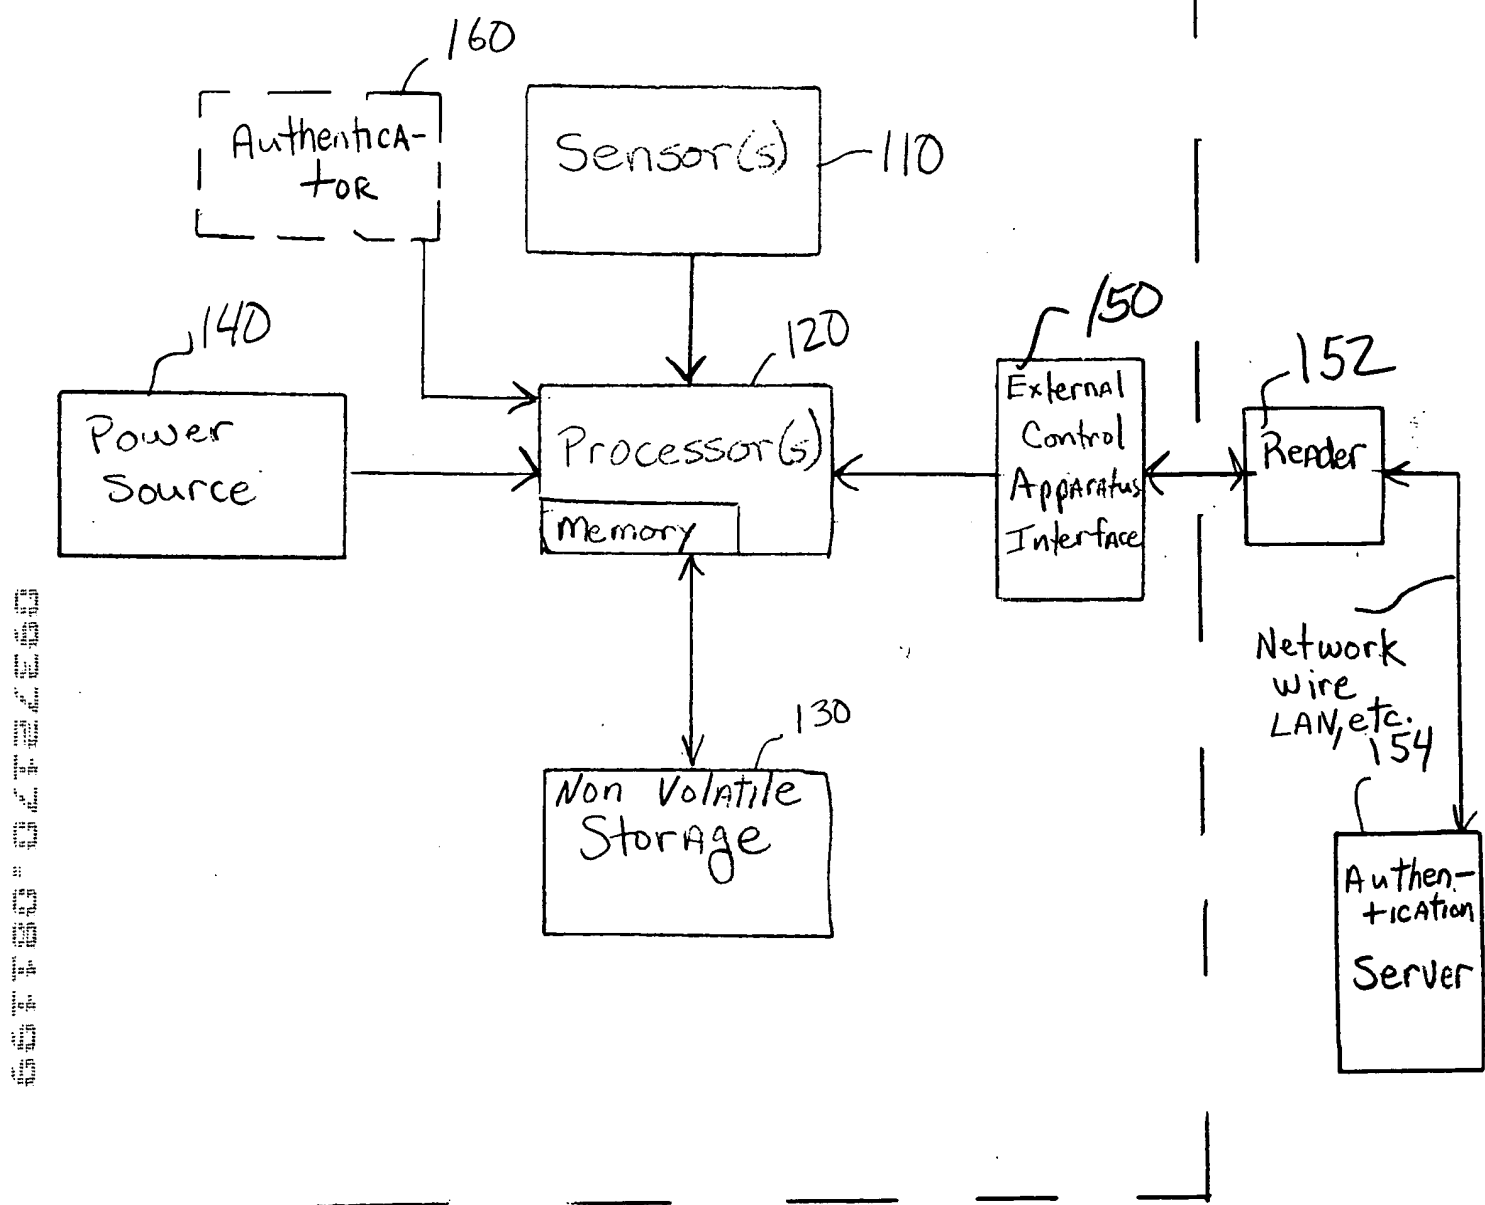 160
Authentica-
tor
Sensor(s)
110
140
Power
Source
120
Processor(s)
Memory
150
External
Control
Apparatus
Interface
152
Reader
Network
Wire
LAN, etc.
154
130
Non Volatile
Storage
Authen-
tication
Server